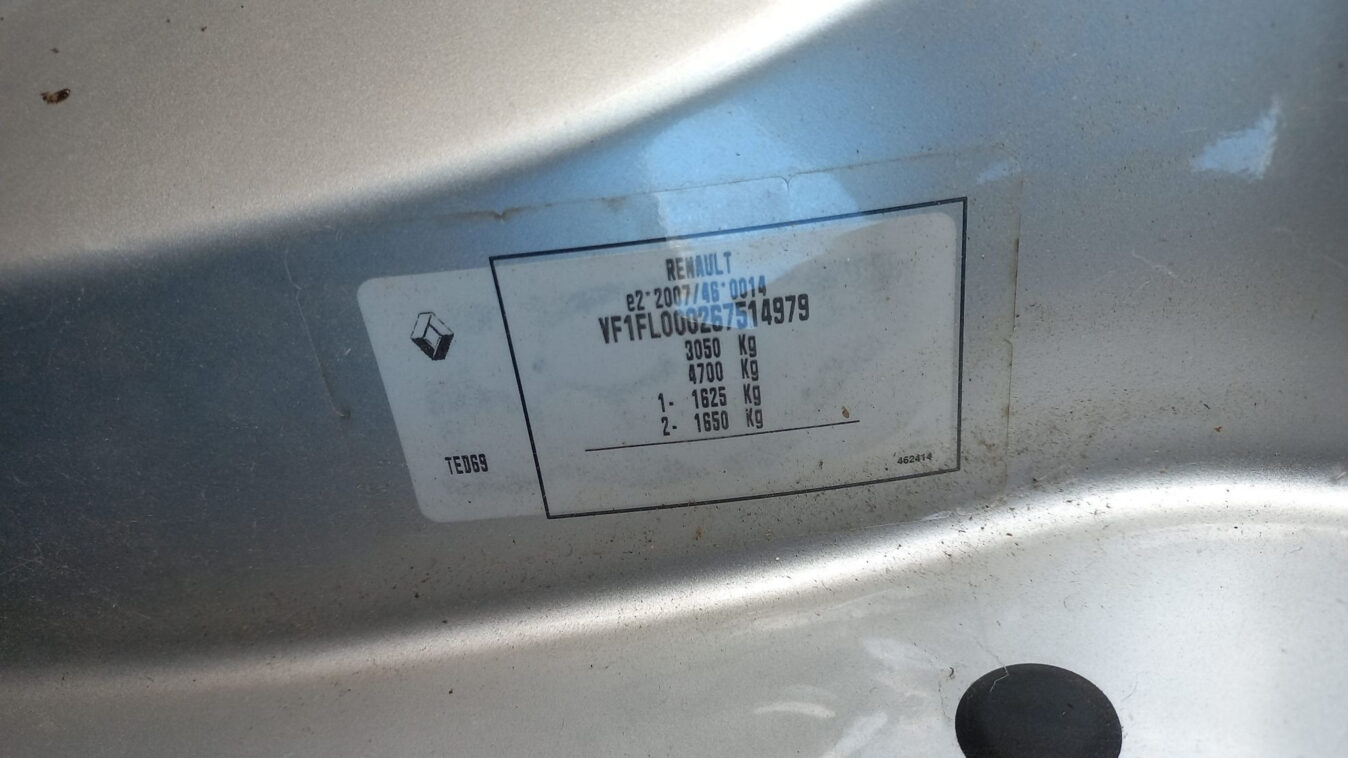 RENAULT
e2*2007/46*0014
VF1FL000267514979
3050 Kg
4700 Kg
1- 1625 Kg
2- 1650 Kg
TED69
462414